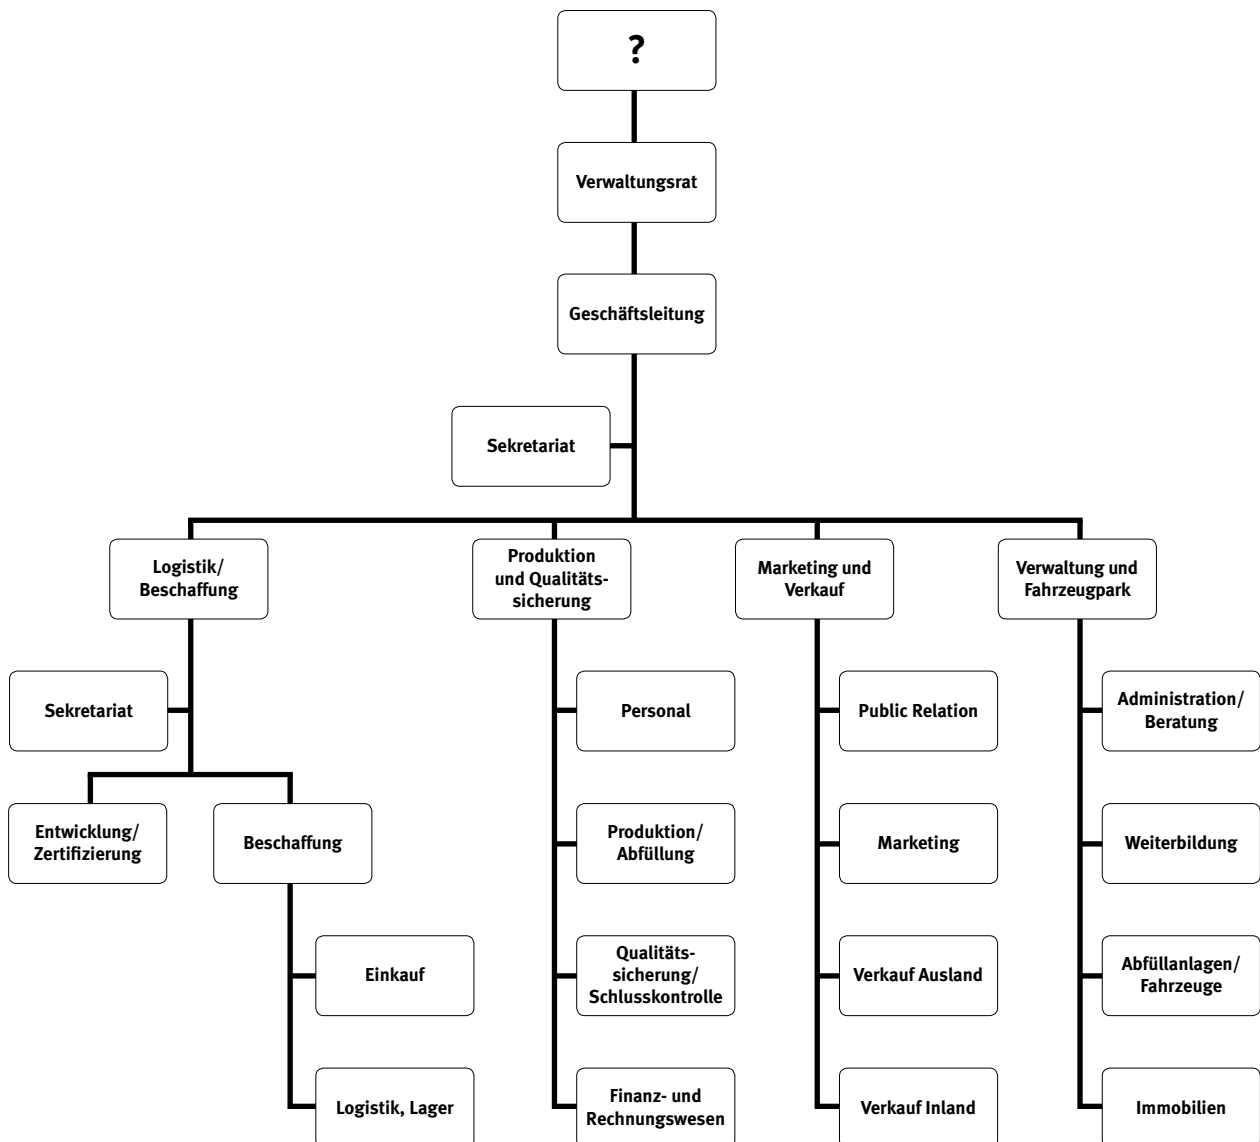 ?
Verwaltungsrat
Geschäftsleitung
Sekretariat
Logistik/
Beschaffung
Produktion
und Qualitäts-
sicherung
Marketing und
Verkauf
Verwaltung und
Fahrzeugpark
Sekretariat
Personal
Public Relation
Administration/
Beratung
Entwicklung/
Zertifizierung
Beschaffung
Produktion/
Abfüllung
Marketing
Weiterbildung
Einkauf
Qualitäts-
sicherung/
Schlusskontrolle
Verkauf Ausland
Abfüllanlagen/
Fahrzeuge
Logistik, Lager
Finanz- und
Rechnungswesen
Verkauf Inland
Immobilien